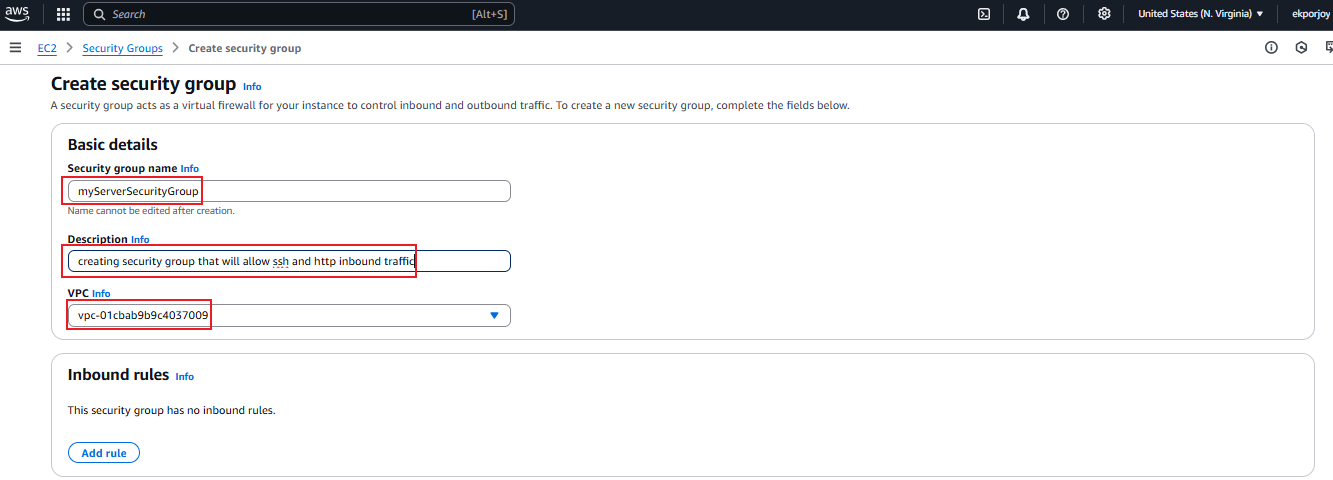 aws Search [Alt+S] United States (N. Virginia) ekporjoy
EC2 Security Groups Create security group
Create security group Info
A security group acts as a virtual firewall for your instance to control inbound and outbound traffic. To create a new security group, complete the fields below.
Basic details
Security group name Info
myServerSecurityGroup
Name cannot be edited after creation.
Description Info
creating security group that will allow ssh and http inbound traffic
VPC Info
vpc-01cbab9b9c4037009
Inbound rules Info
This security group has no inbound rules.
Add rule